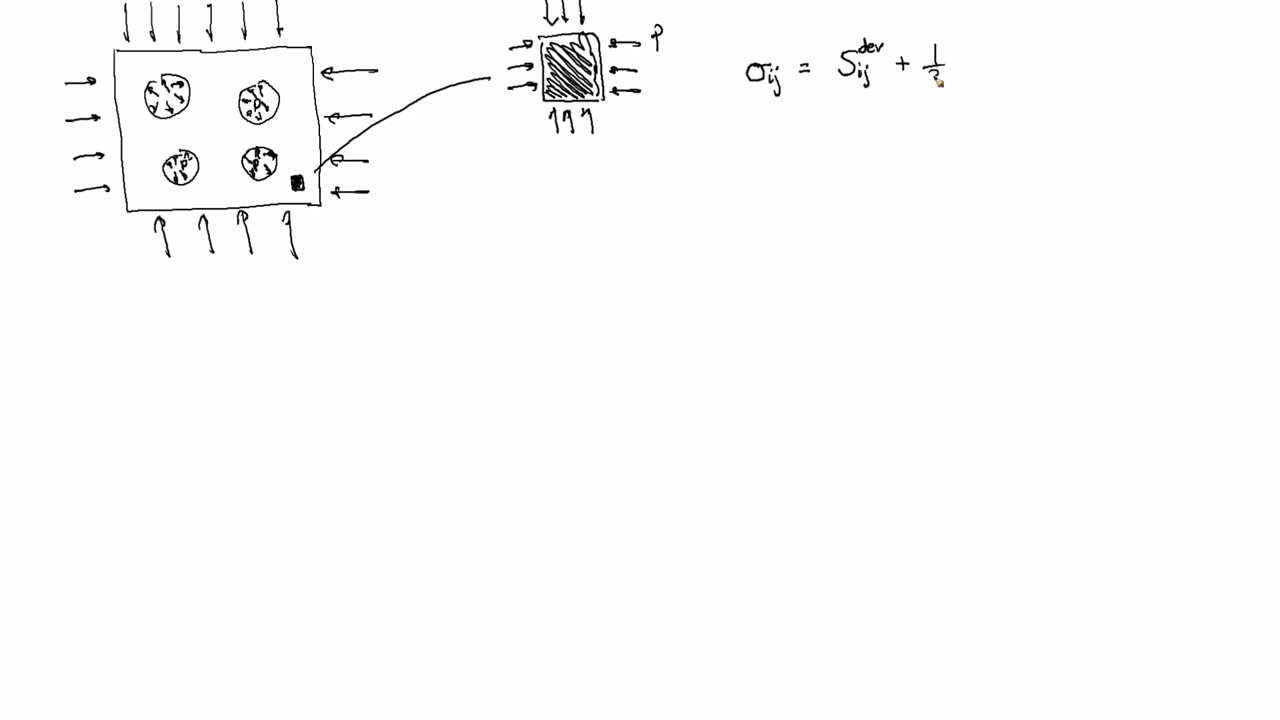 P
σij = Sij^dev + 1/3
P
P P